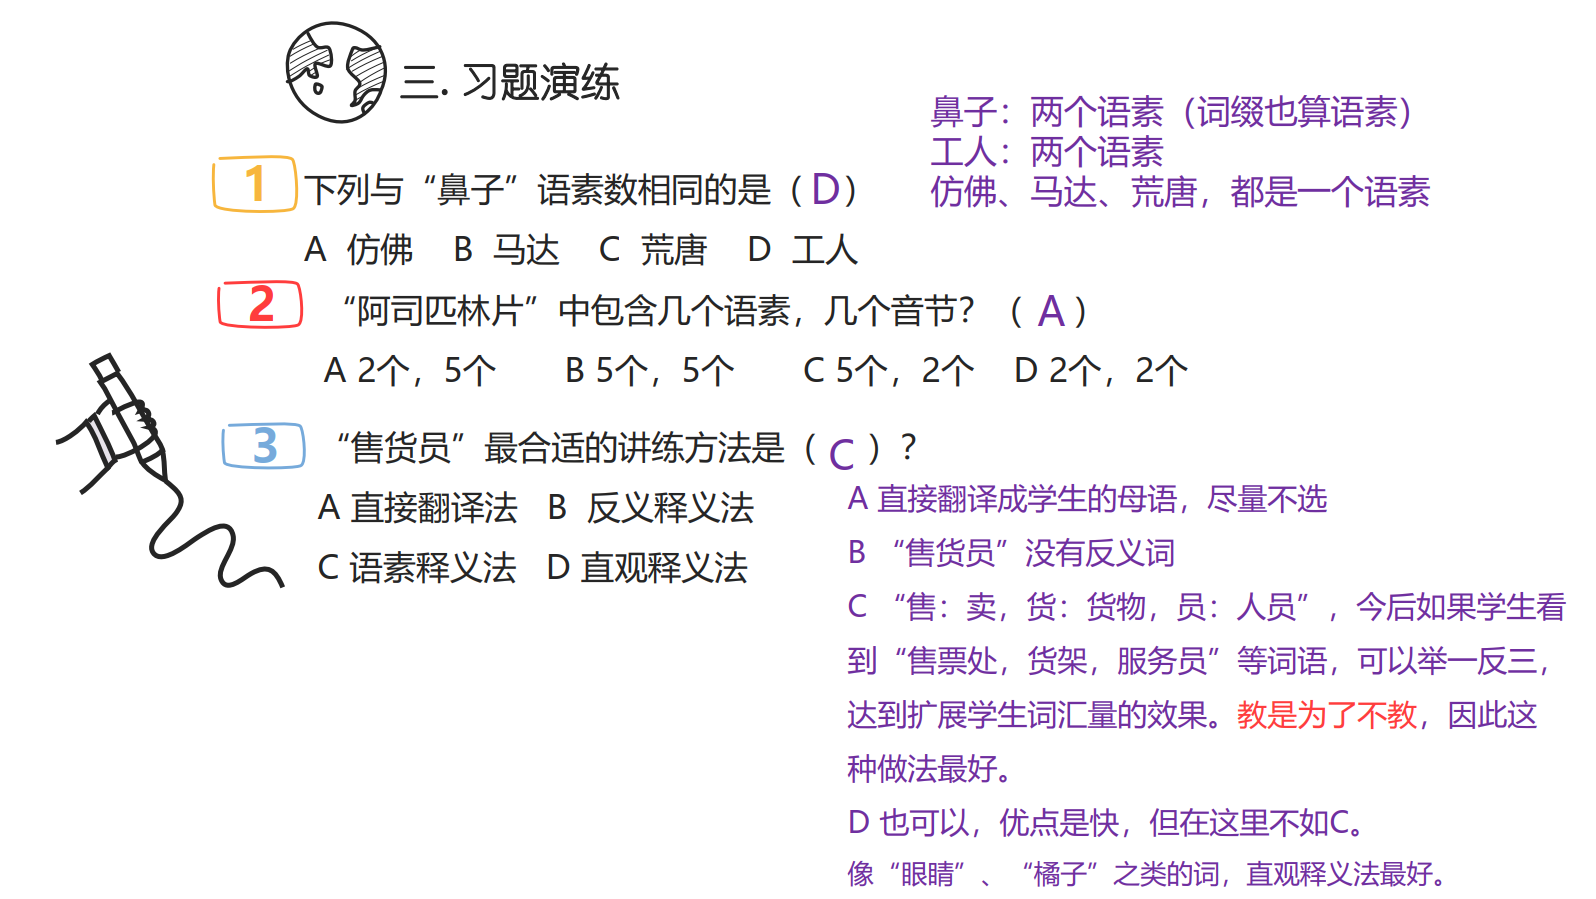 三. 习题演练
鼻子：两个语素（词缀也算语素）
工人：两个语素
仿佛、马达、荒唐，都是一个语素
1 下列与“鼻子”语素数相同的是（D）
A 仿佛 B 马达 C 荒唐 D 工人
2 “阿司匹林片”中包含几个语素，几个音节？（ A ）
A 2个，5个 B 5个，5个 C 5个，2个 D 2个，2个
3 “售货员”最合适的讲练方法是（ C ）？
A 直接翻译法 B 反义释义法
C 语素释义法 D 直观释义法
A 直接翻译成学生的母语，尽量不选
B “售货员”没有反义词
C “售：卖，货：货物，员：人员”，今后如果学生看
到“售票处，货架，服务员”等词语，可以举一反三，
达到扩展学生词汇量的效果。教是为了不教，因此这
种做法最好。
D 也可以，优点是快，但在这里不如C。
像“眼睛”、“橘子”之类的词，直观释义法最好。